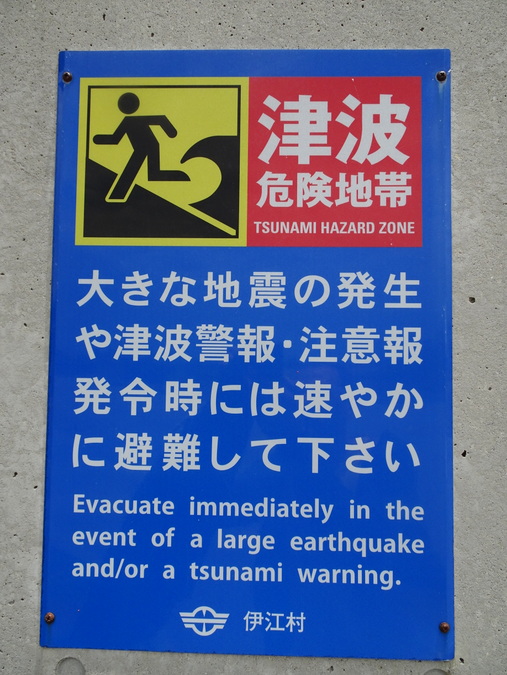 津波
危険地帯
TSUNAMI HAZARD ZONE
大きな地震の発生
や津波警報・注意報
発令時には速やか
に避難して下さい
Evacuate immediately in the
event of a large earthquake
and/or a tsunami warning.
伊江村